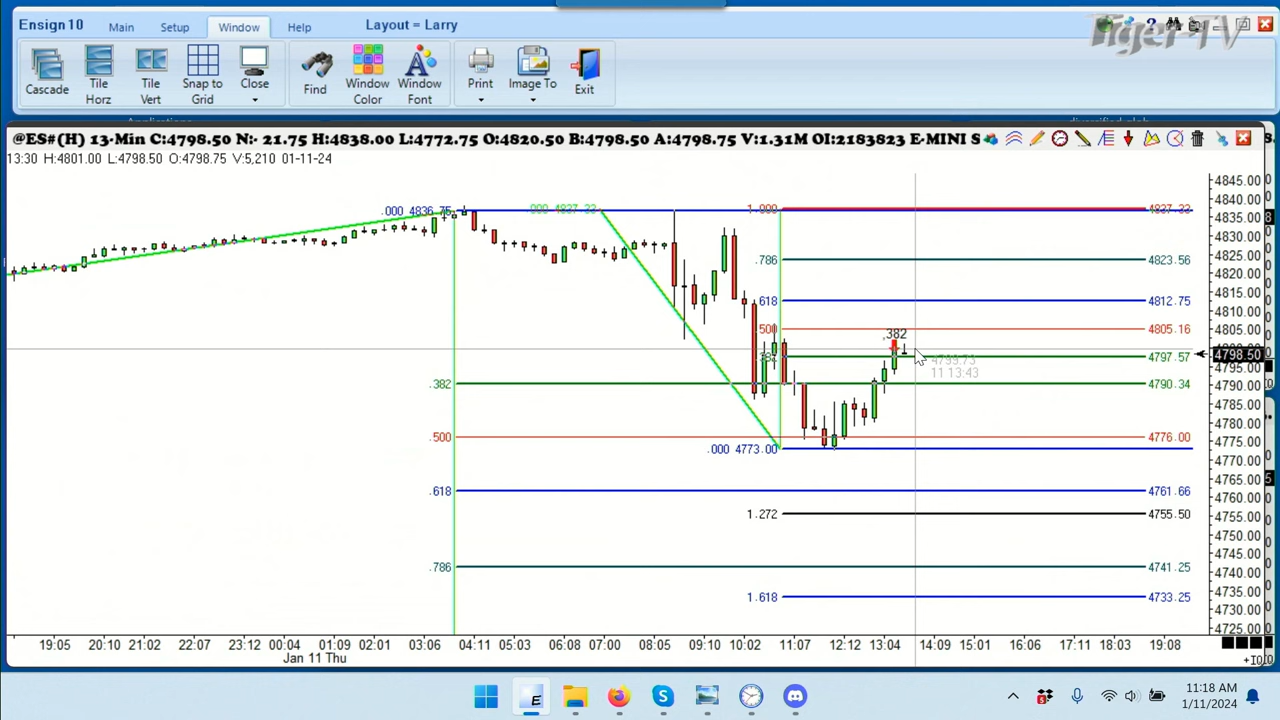 Ensign 10 Main Setup Window Help Layout = Larry
TigerTV
Cascade Tile Horz Tile Vert Snap to Grid Close Find Window Color Window Font Print Image To Exit
@ES#(H) 13-Min C:4798.50 N:- 21.75 H:4838.00 L:4772.75 O:4820.50 B:4798.50 A:4798.75 V:1.31M OI:2183823 E-MINI S
13:30 H:4801.00 L:4798.50 O:4798.75 V:5,210 01-11-24
4845.00
4840.00
.000 4836.75 .000 4837.23 1.000 4837.23 4835.00
4830.00
4825.00
.786 4823.56
4820.00
4815.00
.618 4812.75
4810.00
.500 4805.16 4805.00
.382
.382 4797.57 4798.50
4799.73
11 13:43
4795.00
.382 4790.34 4790.00
4785.00
4780.00
.500 4776.00 4775.00
.000 4773.00
4770.00
4765.00
.618 4761.66
4760.00
1.272 4755.50 4755.00
4750.00
4745.00
.786 4741.25 4740.00
4735.00
1.618 4733.25
4730.00
4725.00
19:05 20:10 21:02 22:07 23:12 00:04 01:09 02:01 03:06 04:11 05:03 06:08 07:00 08:05 09:10 10:02 11:07 12:12 13:04 14:09 15:01 16:06 17:11 18:03 19:08
Jan 11 Thu
11:18 AM
1/11/2024